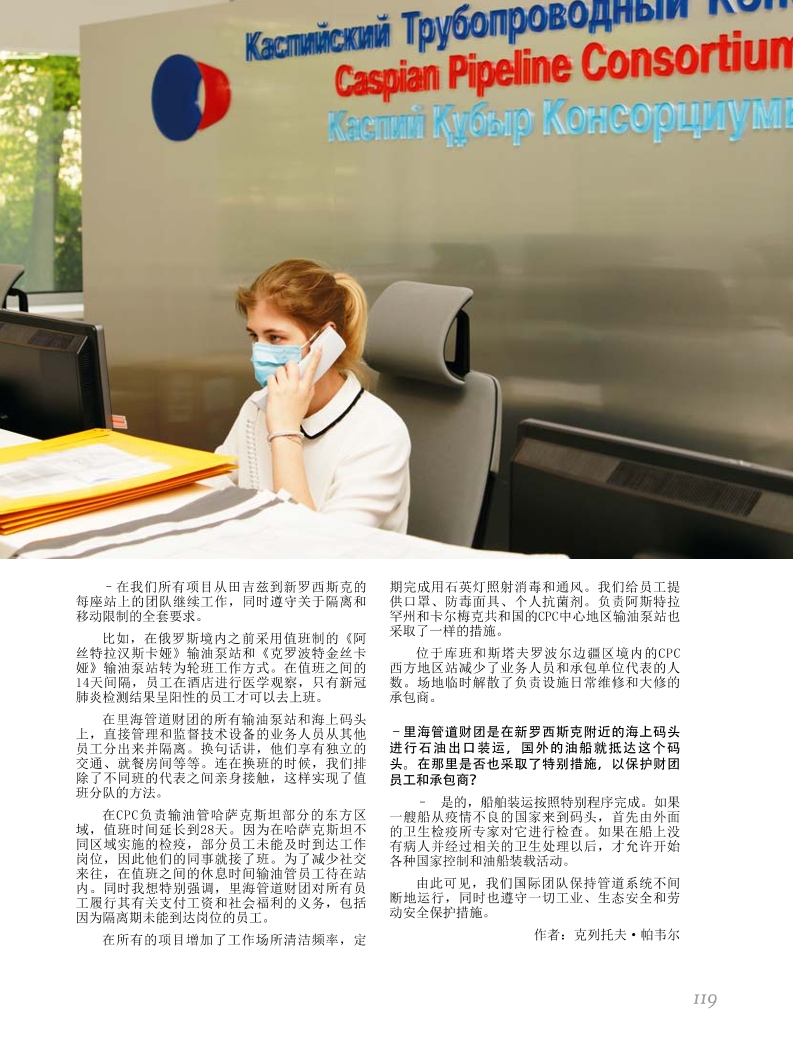 Каспийский Трубопроводный
Caspian Pipeline Consortium
Каспий Құбыр Консорциумы
– 在我们所有项目从田吉兹到新罗西斯克的
每座站上的团队继续工作，同时遵守关于隔离和
移动限制的全套要求。
比如，在俄罗斯境内之前采用值班制的《阿
丝特拉汉斯卡娅》输油泵站和《克罗波特金丝卡
娅》输油泵站转为轮班工作方式。在值班之间的
14天间隔，员工在酒店进行医学观察，只有新冠
肺炎检测结果呈阳性的员工才可以去上班。
在里海管道财团的所有输油泵站和海上码头
上，直接管理和监督技术设备的业务人员从其他
员工分出来并隔离。换句话讲，他们享有独立的
交通、就餐房间等等。连在换班的时候，我们排
除了不同班的代表之间亲身接触，这样实现了值
班分队的方法。
在CPC负责输油管哈萨克斯坦部分的东方区
域，值班时间延长到28天。因为在哈萨克斯坦不
同区域实施的检疫，部分员工未能及时到达工作
岗位，因此他们的同事就接了班。为了减少社交
来往，在值班之间的休息时间输油管员工待在站
内。同时我想特别强调，里海管道财团对所有员
工履行其有关支付工资和社会福利的义务，包括
因为隔离期未能到达岗位的员工。
在所有的项目增加了工作场所清洁频率，定
期完成用石英灯照射消毒和通风。我们给员工提
供口罩、防毒面具、个人抗菌剂。负责阿斯特拉
罕州和卡尔梅克共和国的CPC中心地区输油泵站也
采取了一样的措施。
位于库班和斯塔夫罗波尔边疆区境内的CPC
西方地区站减少了业务人员和承包单位代表的人
数。场地临时解散了负责设施日常维修和大修的
承包商。
– 里海管道财团是在新罗西斯克附近的海上码头
进行石油出口装运，国外的油船就抵达这个码
头。在那里是否也采取了特别措施，以保护财团
员工和承包商？
– 是的，船舶装运按照特别程序完成。如果
一艘船从疫情不良的国家来到码头，首先由外面
的卫生检疫所专家对它进行检查。如果在船上没
有病人并经过相关的卫生处理以后，才允许开始
各种国家控制和油船装载活动。
由此可见，我们国际团队保持管道系统不间
断地运行，同时也遵守一切工业、生态安全和劳
动安全保护措施。
作者：克列托夫·帕韦尔
119